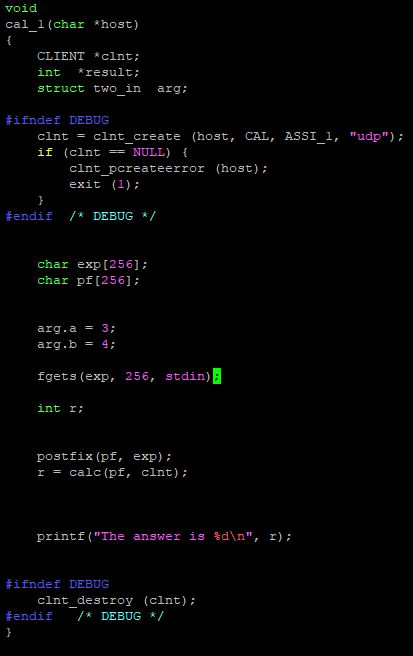 void
cal_1(char *host)
{
    CLIENT *clnt;
    int  *result;
    struct two_in  arg;
#ifndef DEBUG
    clnt = clnt_create (host, CAL, ASSI_1, "udp");
    if (clnt == NULL) {
        clnt_pcreateerror (host);
        exit (1);
    }
#endif  /* DEBUG */
    char exp[256];
    char pf[256];
    arg.a = 3;
    arg.b = 4;
    fgets(exp, 256, stdin);
    int r;
    postfix(pf, exp);
    r = calc(pf, clnt);
    printf("The answer is %d\n", r);
#ifndef DEBUG
    clnt_destroy (clnt);
#endif   /* DEBUG */
}